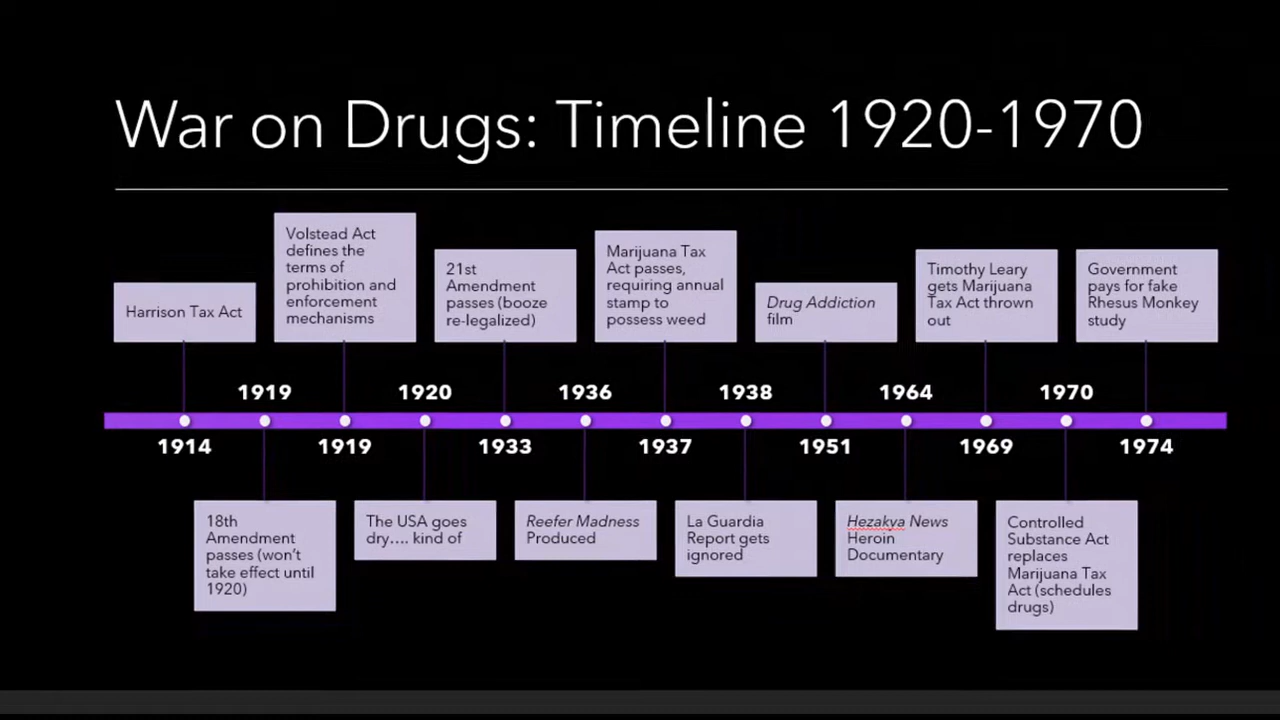 War on Drugs: Timeline 1920-1970
Harrison Tax Act
Volstead Act
defines the
terms of
prohibition and
enforcement
mechanisms
21st
Amendment
passes (booze
re-legalized)
Marijuana Tax
Act passes,
requiring annual
stamp to
possess weed
Drug Addiction
film
Timothy Leary
gets Marijuana
Tax Act thrown
out
Government
pays for fake
Rhesus Monkey
study
1919
1920
1936
1938
1964
1970
1914
1919
1933
1937
1951
1969
1974
18th
Amendment
passes (won't
take effect until
1920)
The USA goes
dry.... kind of
Reefer Madness
Produced
La Guardia
Report gets
ignored
Hezakya News
Heroin
Documentary
Controlled
Substance Act
replaces
Marijuana Tax
Act (schedules
drugs)